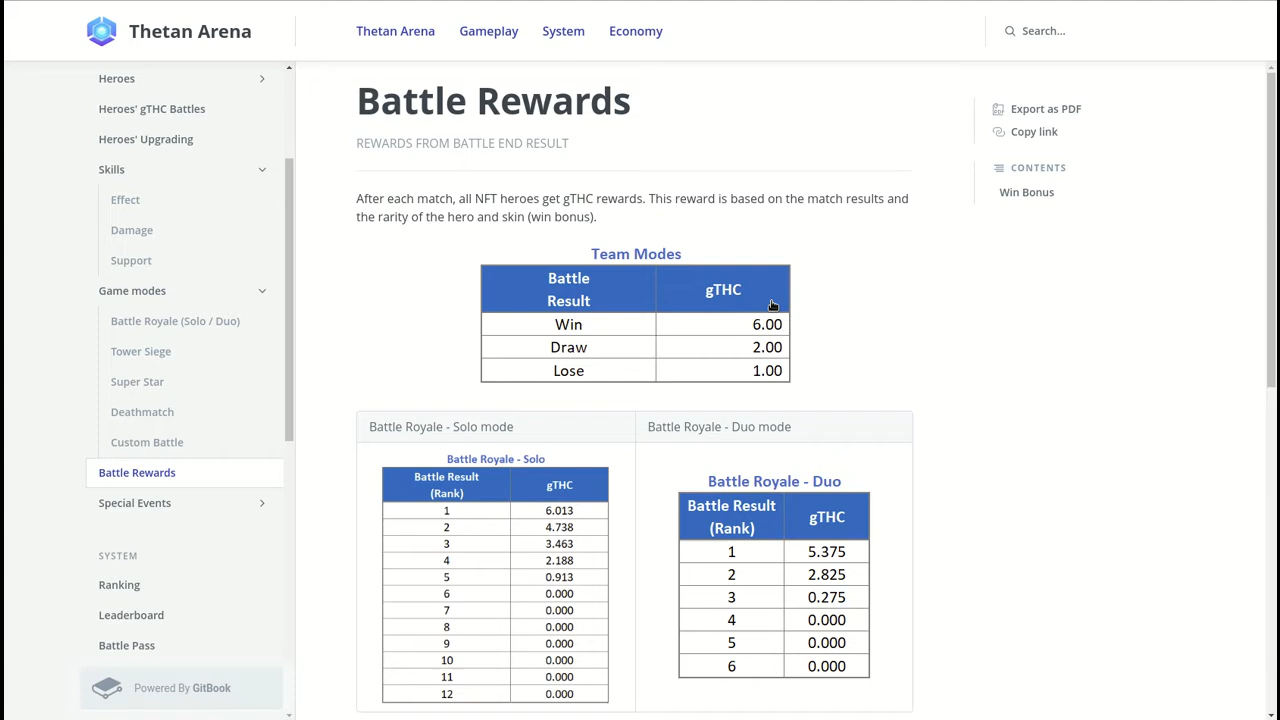 Thetan Arena
Thetan Arena
Gameplay
System
Economy
Search...
Heroes
Heroes' gTHC Battles
Heroes' Upgrading
Skills
Effect
Damage
Support
Game modes
Battle Royale (Solo / Duo)
Tower Siege
Super Star
Deathmatch
Custom Battle
Battle Rewards
Special Events
SYSTEM
Ranking
Leaderboard
Battle Pass
Powered By GitBook
Battle Rewards
REWARDS FROM BATTLE END RESULT
After each match, all NFT heroes get gTHC rewards. This reward is based on the match results and
the rarity of the hero and skin (win bonus).
Team Modes
Battle
Result
gTHC
Win 6.00
Draw 2.00
Lose 1.00
Battle Royale - Solo mode
Battle Royale - Solo
Battle Result
(Rank)
gTHC
1 6.013
2 4.738
3 3.463
4 2.188
5 0.913
6 0.000
7 0.000
8 0.000
9 0.000
10 0.000
11 0.000
12 0.000
Battle Royale - Duo mode
Battle Royale - Duo
Battle Result
(Rank)
gTHC
1 5.375
2 2.825
3 0.275
4 0.000
5 0.000
6 0.000
Export as PDF
Copy link
CONTENTS
Win Bonus